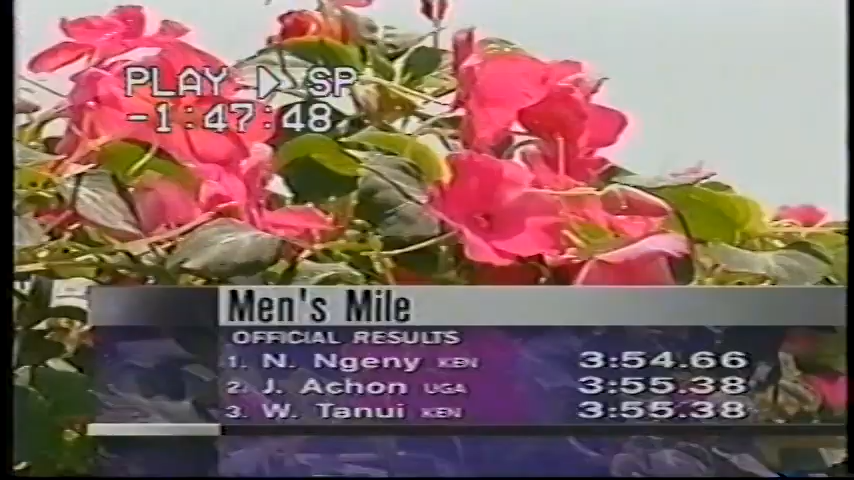 PLAY ► SP
-1:47:48
Men's Mile
OFFICIAL RESULTS
1. N. Ngeny KEN 3:54.66
2. J. Achon UGA 3:55.38
3. W. Tanui KEN 3:55.38